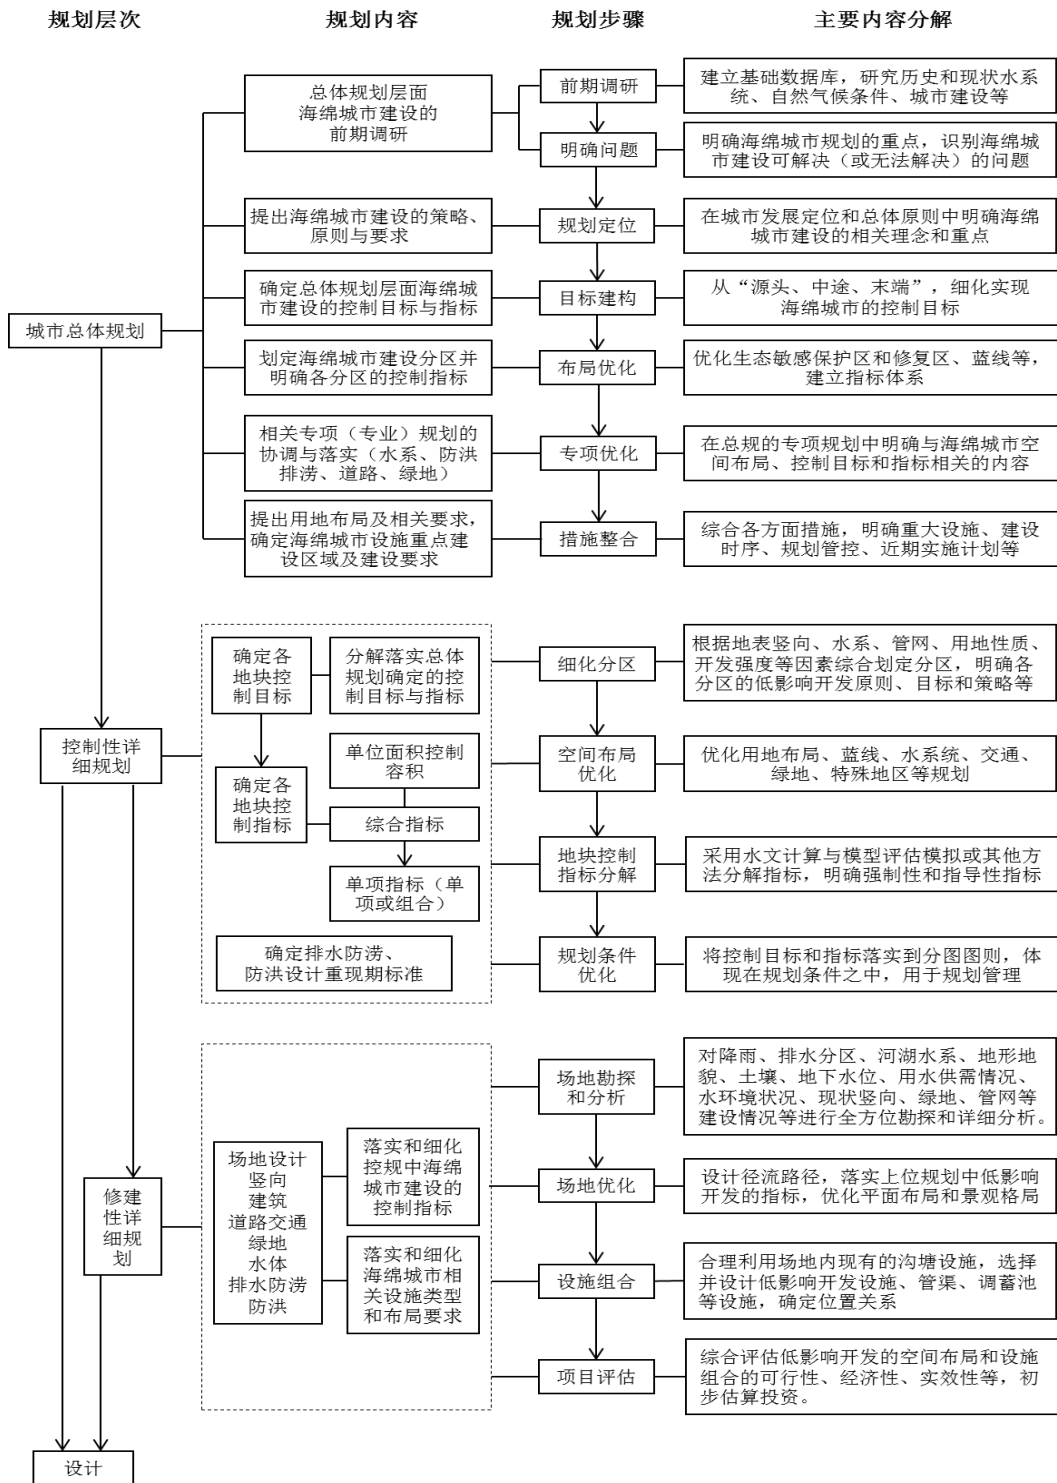 规划层次
规划内容
规划步骤
主要内容分解
城市总体规划
总体规划层面
海绵城市建设的
前期调研
前期调研
建立基础数据库，研究历史和现状水系
统、自然气候条件、城市建设等
明确问题
明确海绵城市规划的重点，识别海绵城
市建设可解决（或无法解决）的问题
提出海绵城市建设的策略、
原则与要求
规划定位
在城市发展定位和总体原则中明确海绵
城市建设的相关理念和重点
确定总体规划层面海绵城
市建设的控制目标与指标
目标建构
从“源头、中途、末端”，细化实现
海绵城市的控制目标
划定海绵城市建设分区并
明确各分区的控制指标
布局优化
优化生态敏感保护区和修复区、蓝线等，
建立指标体系
相关专项（专业）规划的
协调与落实（水系、防洪
排涝、道路、绿地）
专项优化
在总规的专项规划中明确与海绵城市空
间布局、控制目标和指标相关的内容
提出用地布局及相关要求，
确定海绵城市设施重点建
设区域及建设要求
措施整合
综合各方面措施，明确重大设施、建设
时序、规划管控、近期实施计划等
控制性详
细规划
确定各
地块控
制目标
分解落实总体
规划确定的控
制目标与指标
确定各
地块控
制指标
单位面积控制
容积
综合指标
单项指标（单
项或组合）
确定排水防涝、
防洪设计重现期标准
细化分区
根据地表竖向、水系、管网、用地性质、
开发强度等因素综合划定分区，明确各
分区的低影响开发原则、目标和策略等
空间布局
优化
优化用地布局、蓝线、水系统、交通、
绿地、特殊地区等规划
地块控制
指标分解
采用水文计算与模型评估模拟或其他方
法分解指标，明确强制性和指导性指标
规划条件
优化
将控制目标和指标落实到分图图则，体
现在规划条件之中，用于规划管理
修建
性详
细规
划
场地设计
竖向
建筑
道路交通
绿地
水体
排水防涝
防洪
落实和细化
控规中海绵
城市建设的
控制指标
落实和细化
海绵城市相
关设施类型
和布局要求
场地勘探
和分析
对降雨、排水分区、河湖水系、地形地
貌、土壤、地下水位、用水供需情况、
水环境状况、现状竖向、绿地、管网等
建设情况等进行全方位勘探和详细分析。
场地优化
设计径流路径，落实上位规划中低影响
开发的指标，优化平面布局和景观格局
设施组合
合理利用场地内现有的沟塘设施，选择
并设计低影响开发设施、管渠、调蓄池
等设施，确定位置关系
项目评估
综合评估低影响开发的空间布局和设施
组合的可行性、经济性、实效性等，初
步估算投资。
设计